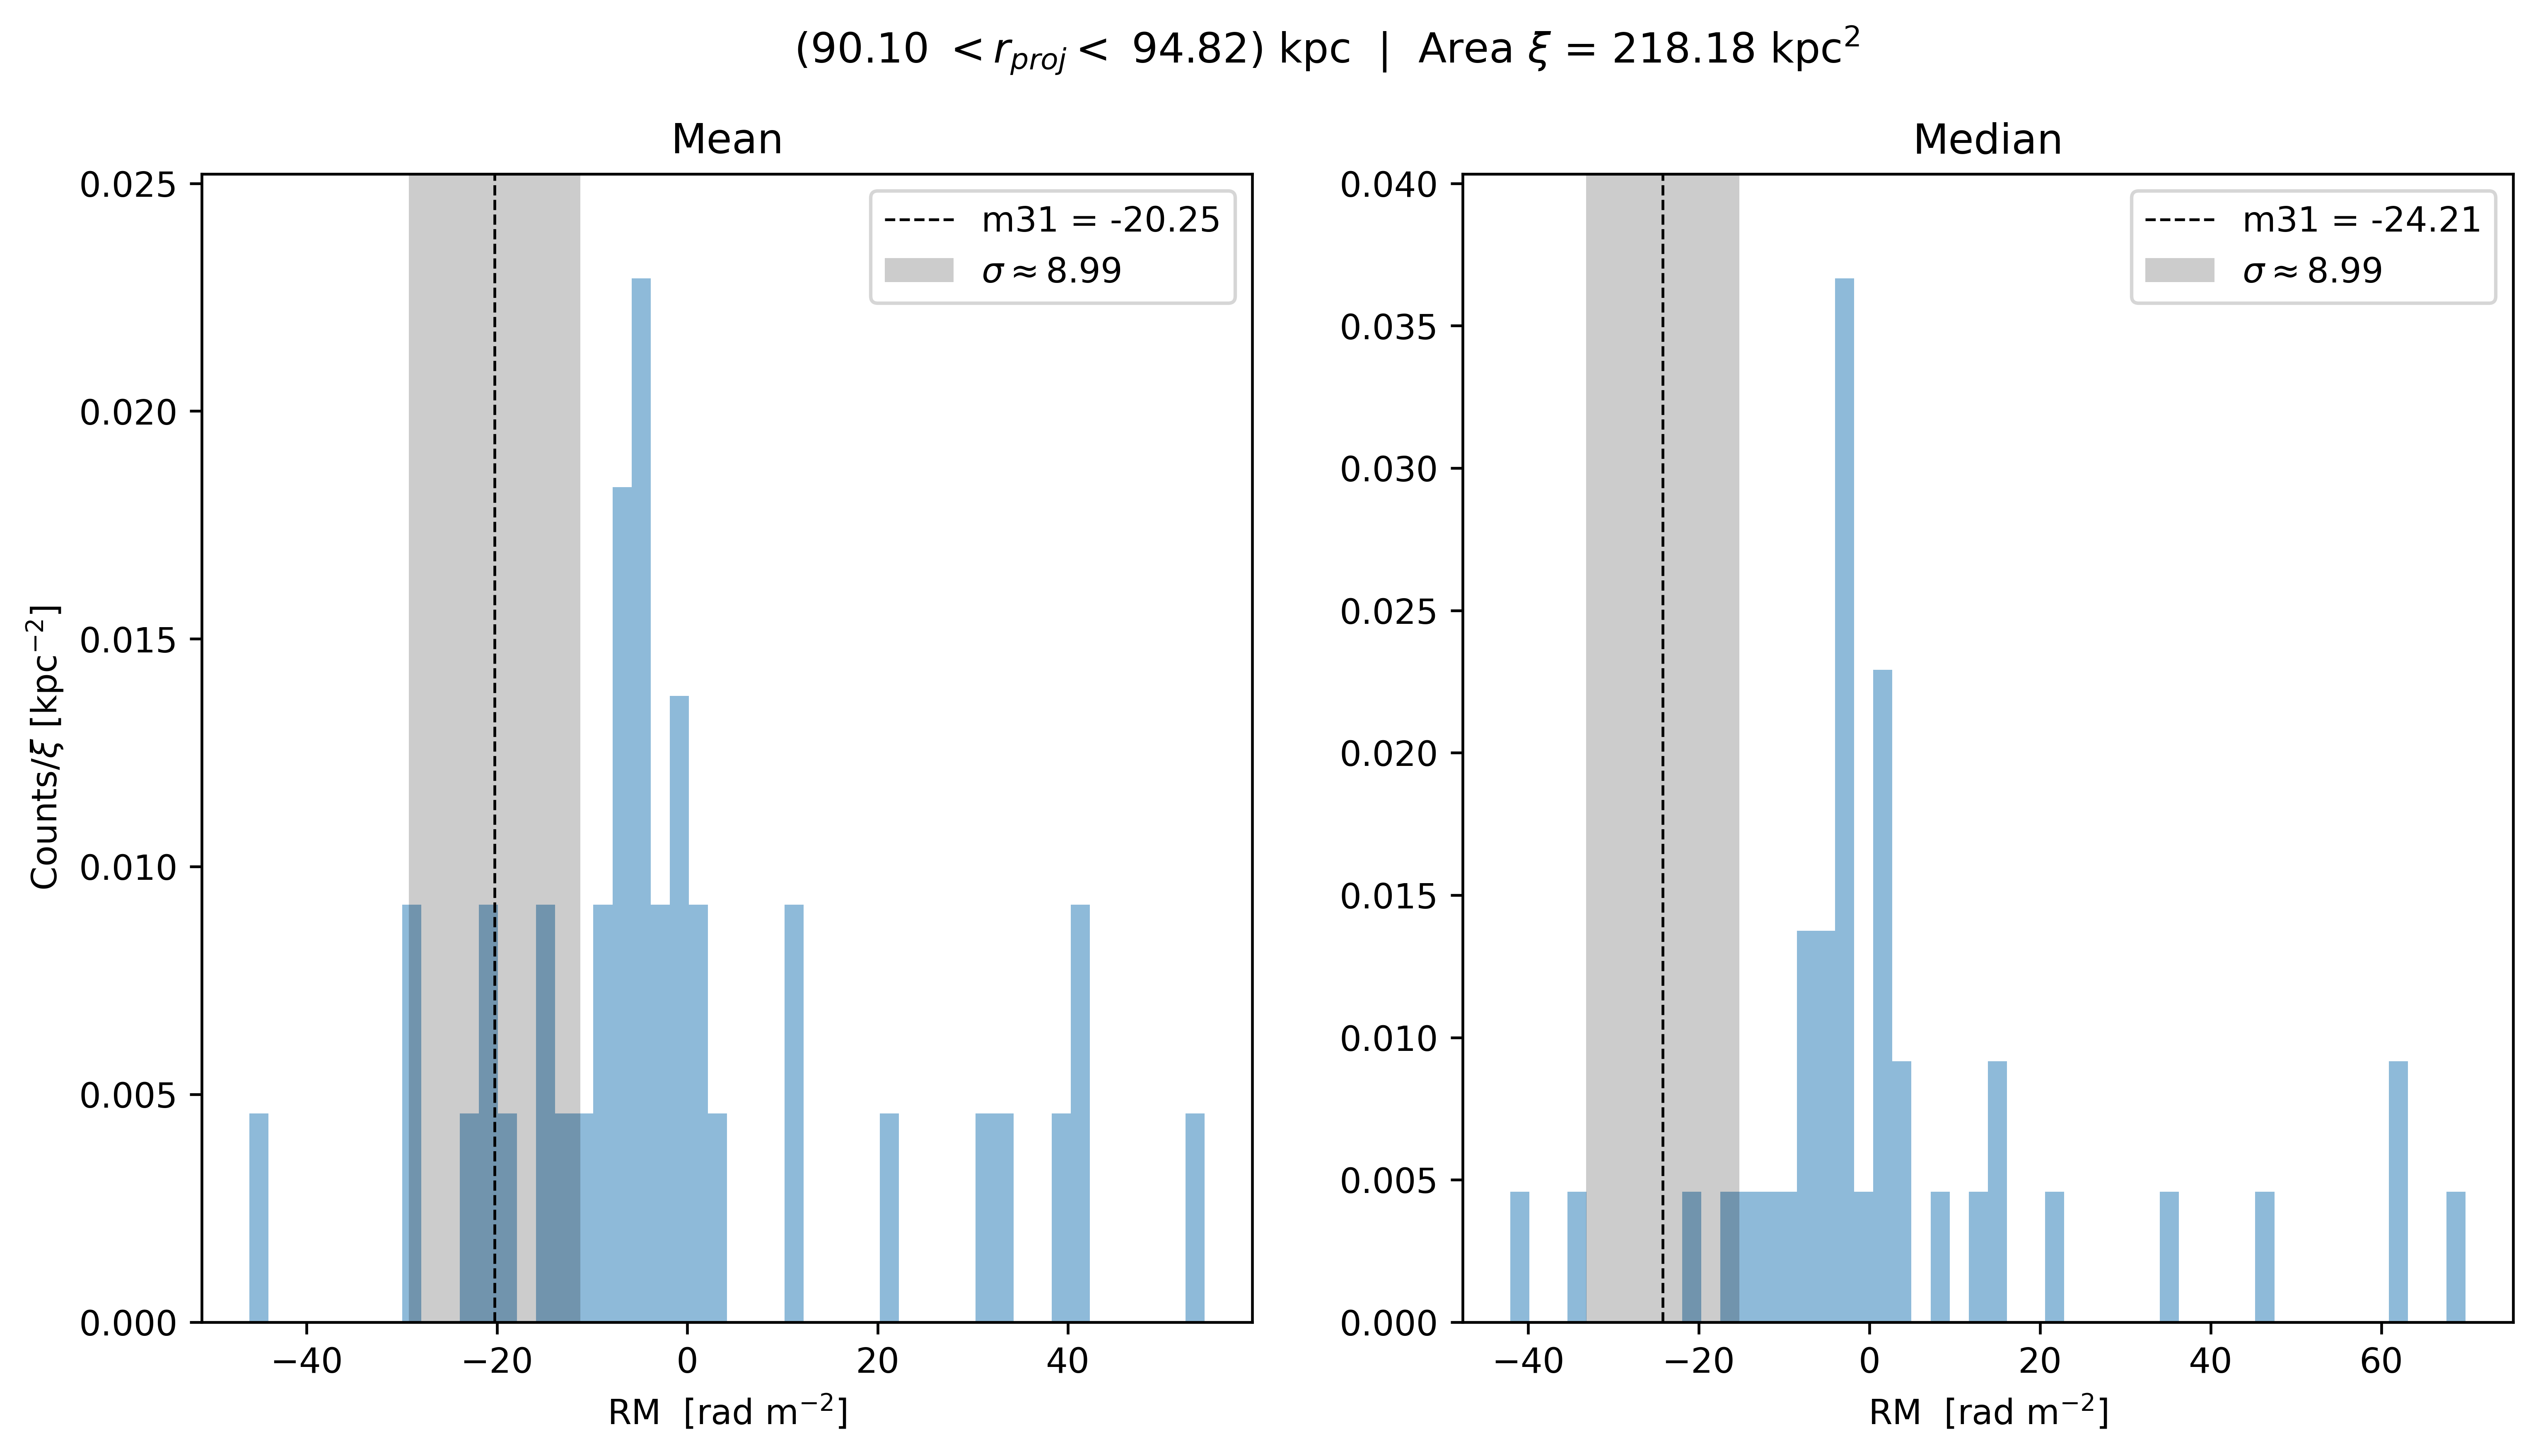 (90.10 < r_proj < 94.82) kpc | Area ξ = 218.18 kpc²
Mean
0.025
0.020
0.015
0.010
0.005
0.000
Counts/ξ [kpc⁻²]
m31 = -20.25
σ ≈ 8.99
−40 −20 0 20 40
RM [rad m⁻²]
Median
0.040
0.035
0.030
0.025
0.020
0.015
0.010
0.005
0.000
m31 = -24.21
σ ≈ 8.99
−40 −20 0 20 40 60
RM [rad m⁻²]